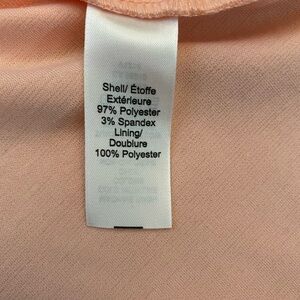 Shell/ Étoffe
Extérieure
97% Polyester
3% Spandex
Lining/
Doublure
100% Polyester